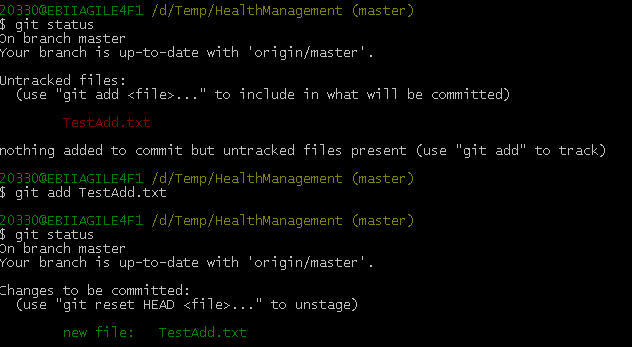 20330@EBIIAGILE4F1 /d/Temp/HealthManagement (master)
$ git status
On branch master
Your branch is up-to-date with 'origin/master'.
Untracked files:
  (use "git add <file>..." to include in what will be committed)
        TestAdd.txt
nothing added to commit but untracked files present (use "git add" to track)
20330@EBIIAGILE4F1 /d/Temp/HealthManagement (master)
$ git add TestAdd.txt
20330@EBIIAGILE4F1 /d/Temp/HealthManagement (master)
$ git status
On branch master
Your branch is up-to-date with 'origin/master'.
Changes to be committed:
  (use "git reset HEAD <file>..." to unstage)
        new file:   TestAdd.txt